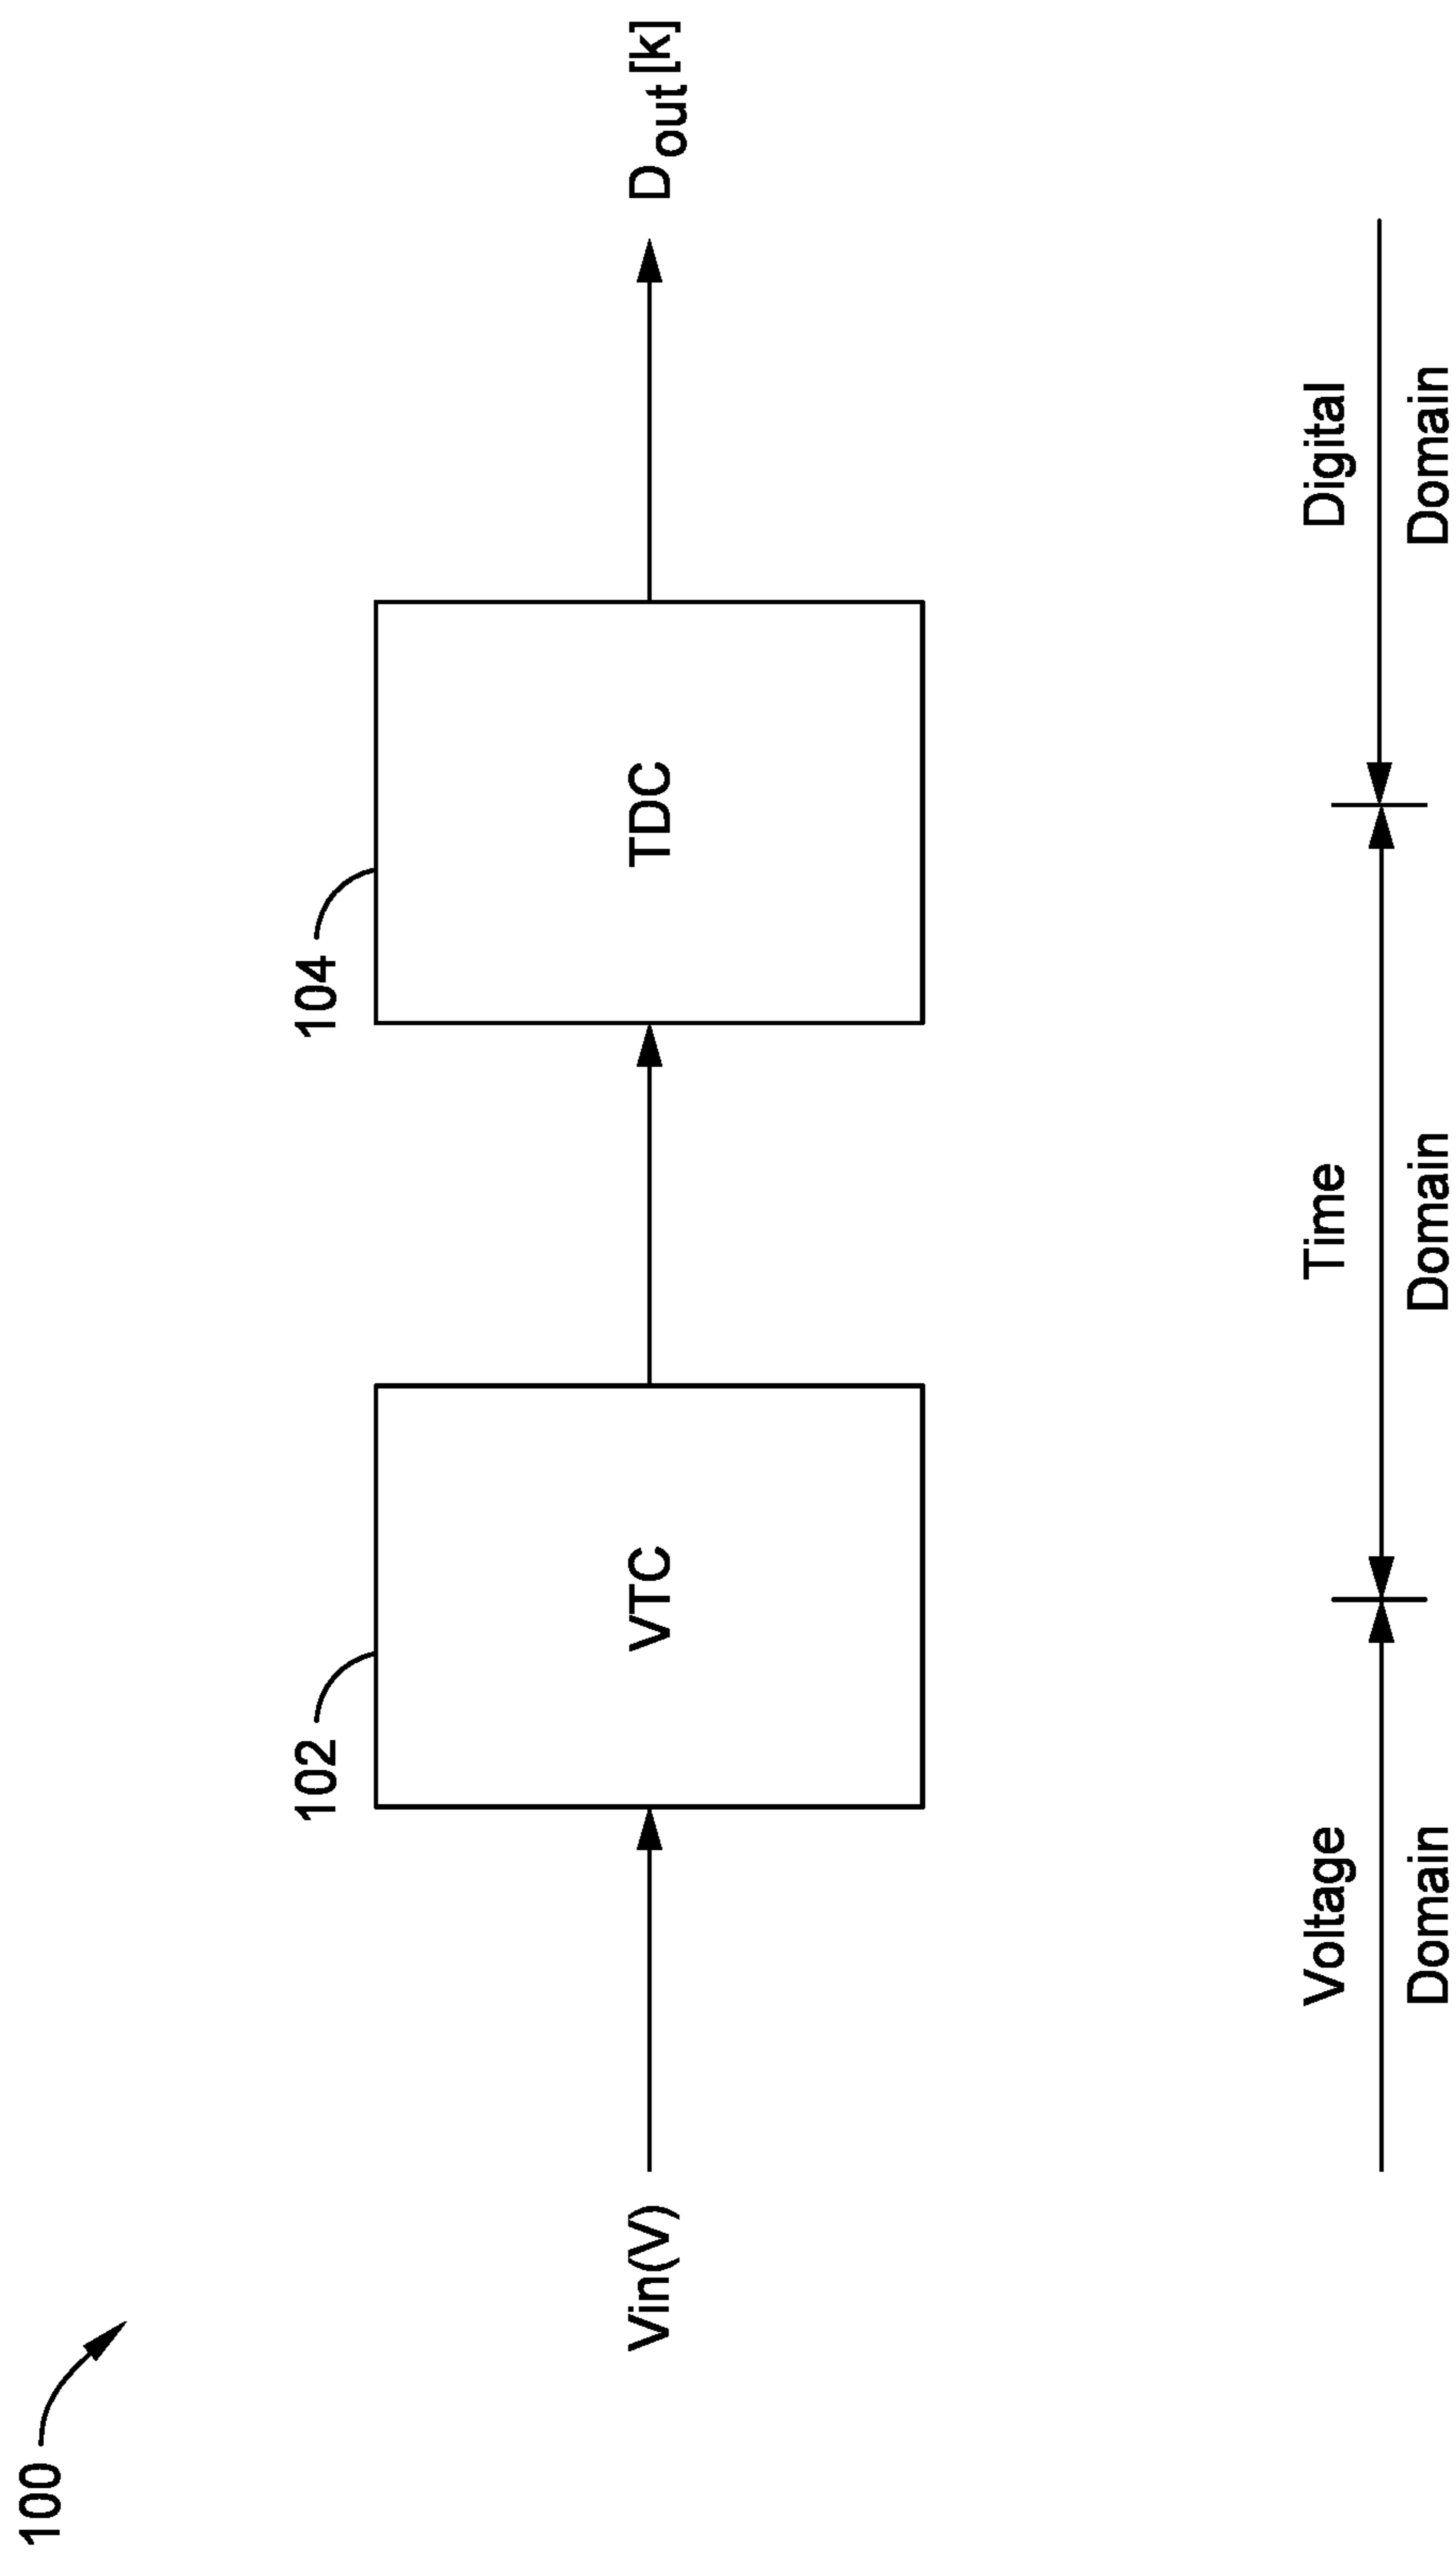 100
102
104
Vin(V)
VTC
TDC
Dout[k]
Voltage
Time
Digital
Domain
Domain
Domain